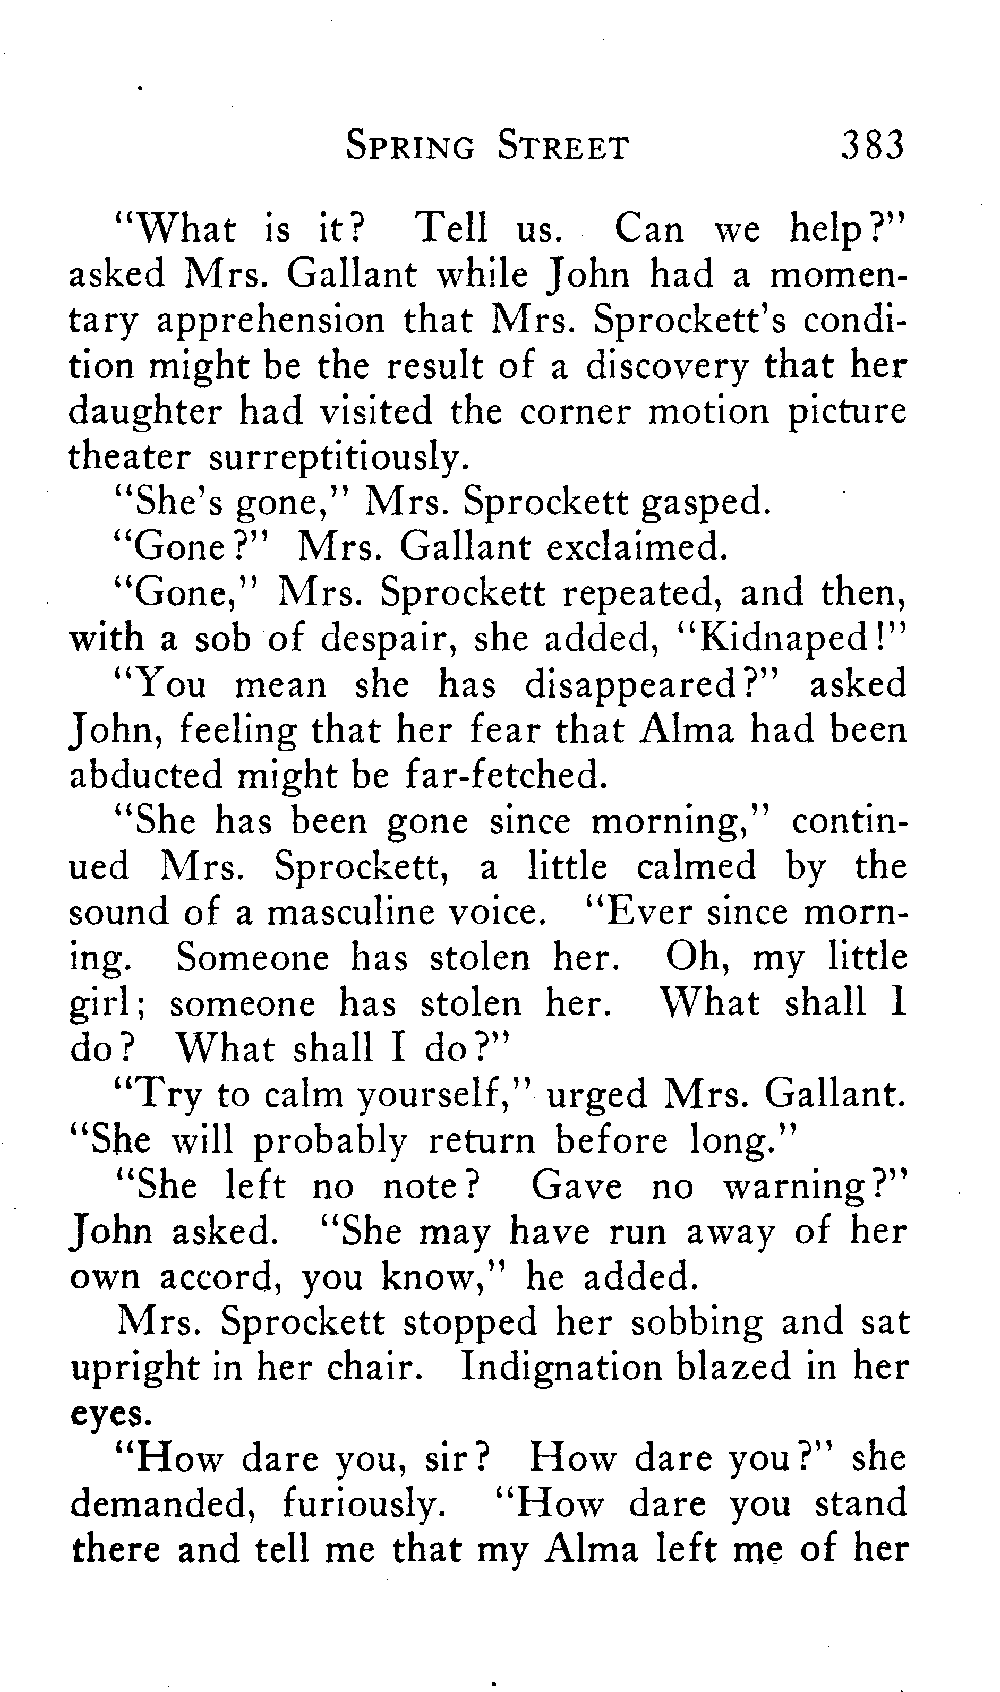 SPRING STREET 383
“What is it? Tell us. Can we help?”
asked Mrs. Gallant while John had a momen-
tary apprehension that Mrs. Sprockett's condi-
tion might be the result of a discovery that her
daughter had visited the corner motion picture
theater surreptitiously.
“She's gone,” Mrs. Sprockett gasped.
“Gone?” Mrs. Gallant exclaimed.
“Gone,” Mrs. Sprockett repeated, and then,
with a sob of despair, she added, “Kidnaped!”
“You mean she has disappeared?” asked
John, feeling that her fear that Alma had been
abducted might be far-fetched.
“She has been gone since morning,” contin-
ued Mrs. Sprockett, a little calmed by the
sound of a masculine voice. “Ever since morn-
ing. Someone has stolen her. Oh, my little
girl; someone has stolen her. What shall I
do? What shall I do?”
“Try to calm yourself,” urged Mrs. Gallant.
“She will probably return before long.”
“She left no note? Gave no warning?”
John asked. “She may have run away of her
own accord, you know,” he added.
Mrs. Sprockett stopped her sobbing and sat
upright in her chair. Indignation blazed in her
eyes.
“How dare you, sir? How dare you?” she
demanded, furiously. “How dare you stand
there and tell me that my Alma left me of her